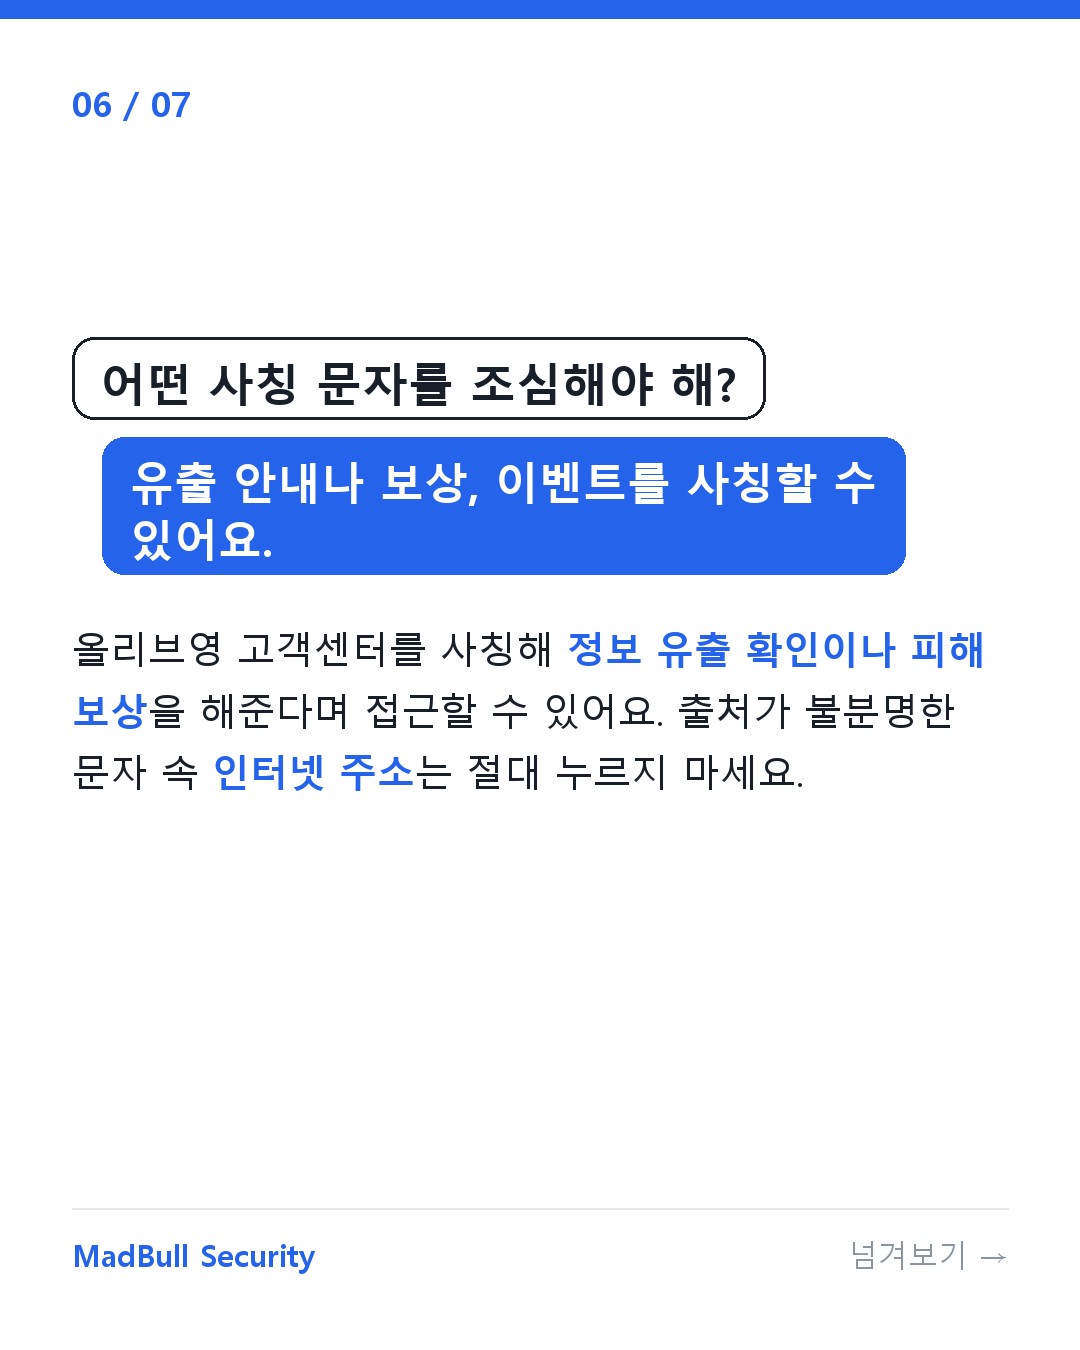 06 / 07
어떤 사칭 문자를 조심해야 해?
유출 안내나 보상, 이벤트를 사칭할 수
있어요.
올리브영 고객센터를 사칭해 정보 유출 확인이나 피해
보상을 해준다며 접근할 수 있어요. 출처가 불분명한
문자 속 인터넷 주소는 절대 누르지 마세요.
MadBull Security
넘겨보기 →